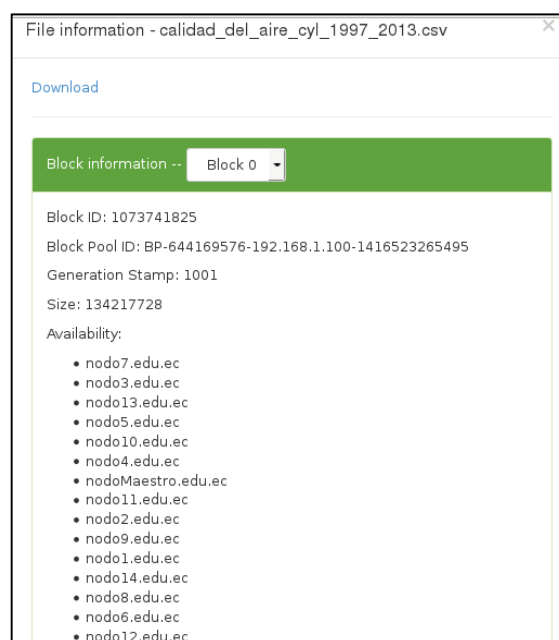 File information - calidad_del_aire_cyl_1997_2013.csv ×
Download
Block information -- Block 0
Block ID: 1073741825
Block Pool ID: BP-644169576-192.168.1.100-1416523265495
Generation Stamp: 1001
Size: 134217728
Availability:
• nodo7.edu.ec
• nodo3.edu.ec
• nodo13.edu.ec
• nodo5.edu.ec
• nodo10.edu.ec
• nodo4.edu.ec
• nodoMaestro.edu.ec
• nodo11.edu.ec
• nodo2.edu.ec
• nodo9.edu.ec
• nodo1.edu.ec
• nodo14.edu.ec
• nodo8.edu.ec
• nodo6.edu.ec
• nodo12.edu.ec